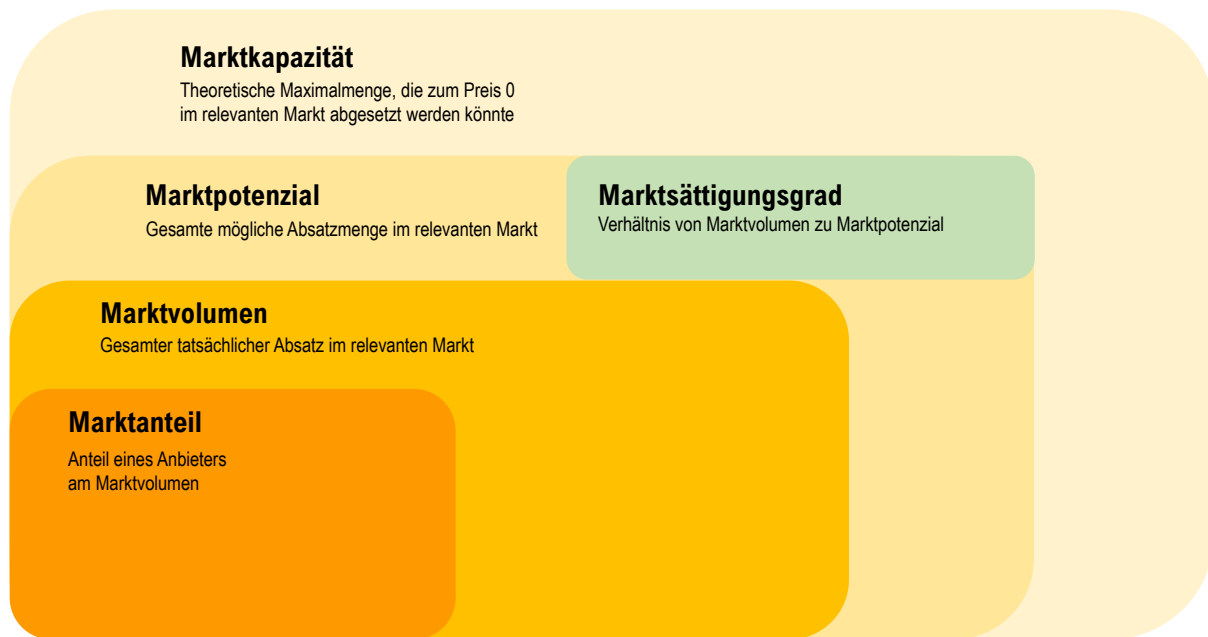 Marktkapazität
Theoretische Maximalmenge, die zum Preis 0
im relevanten Markt abgesetzt werden könnte
Marktpotenzial
Gesamte mögliche Absatzmenge im relevanten Markt
Marktsättigungsgrad
Verhältnis von Marktvolumen zu Marktpotenzial
Marktvolumen
Gesamter tatsächlicher Absatz im relevanten Markt
Marktanteil
Anteil eines Anbieters
am Marktvolumen